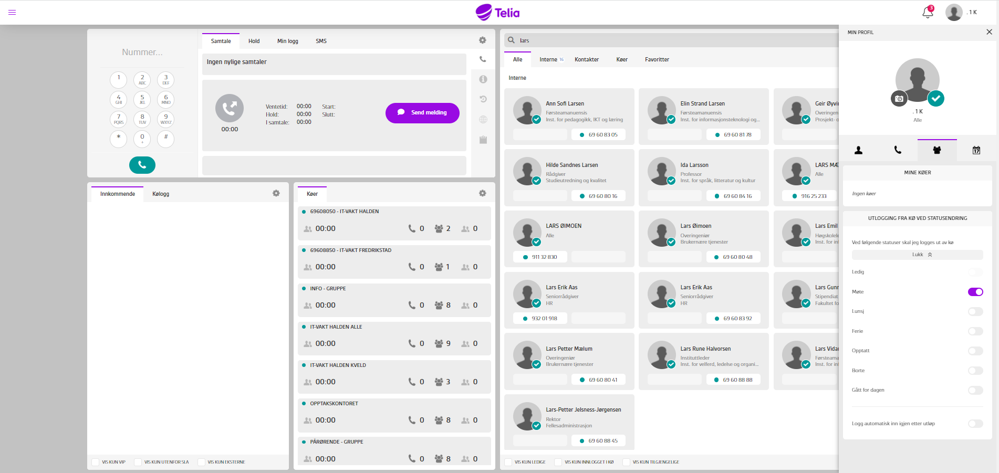 Telia
3
. 1 K
Nummer...
1
2
ABC
3
DEF
4
GHI
5
JKL
6
MNO
7
PQRS
8
TUV
9
WXYZ
*
0
+
#
Samtale
Hold
Min logg
SMS
Ingen nylige samtaler
00:00
Ventetid: 00:00
Hold: 00:00
I samtale: 00:00
Start:
Slutt:
Send melding
Innkommende
Kølogg
VIS KUN VIP
VIS KUN UTENFOR SLA
VIS KUN EKSTERNE
Køer
69608050 - IT-VAKT HALDEN
00:00 0 2 0
69608850 - IT-VAKT FREDRIKSTAD
00:00 0 1 0
INFO - GRUPPE
00:00 0 8 0
IT-VAKT HALDEN ALLE
00:00 0 9 0
IT-VAKT HALDEN KVELD
00:00 0 3 0
OPPTAKSKONTORET
00:00 0 8 0
PÅRØRENDE - GRUPPE
00:00 0 8 0
lars
Alle
Interne 16
Kontakter
Køer
Favoritter
Interne
Ann Sofi Larsen
Førsteamanuensis
Inst. for pedagogikk, IKT og læring
69 60 83 05
Elin Strand Larsen
Førsteamanuensis
Inst. for informasjonsteknologi og...
69 60 81 78
Geir Øyvi
Overingen
Prosjekt- o
Hilde Sandnes Larsen
Rådgiver
Studieutredning og kvalitet
69 60 80 16
Ida Larsson
Professor
Inst. for språk, litteratur og kultur
69 60 84 16
LARS MÆ
Alle
916 25 233
LARS ØIMOEN
Alle
911 32 830
Lars Øimoen
Overingeniør
Brukernære tjenester
69 60 80 48
Lars Emil
Høgskolele
Inst. for in
Lars Erik Aas
Seniorrådgiver
HR
932 01 918
Lars Erik Aas
Seniorrådgiver
HR
69 60 83 92
Lars Gunn
Stipendiat
Fakultet fo
Lars Petter Mælum
Overingeniør
Brukernære tjenester
69 60 80 41
Lars Rune Halvorsen
Instituttleder
Inst. for velferd, ledelse og organi...
69 60 88 88
Lars Vidar
Førsteama
Inst. for in
Lars-Petter Jelsness-Jørgensen
Rektor
Fellesadministrasjon
69 60 88 45
VIS KUN LEDIGE
VIS KUN INNLOGGET I KØ
VIS KUN TILGJENGELIGE
MIN PROFIL
. 1 K
Alle
17
MINE KØER
Ingen køer
UTLOGGING FRA KØ VED STATUSENDRING
Ved følgende statuser skal jeg logges ut av kø
Lukk
Ledig
Møte
Lunsj
Ferie
Opptatt
Borte
Gått for dagen
Logg automatisk inn igjen etter utløp